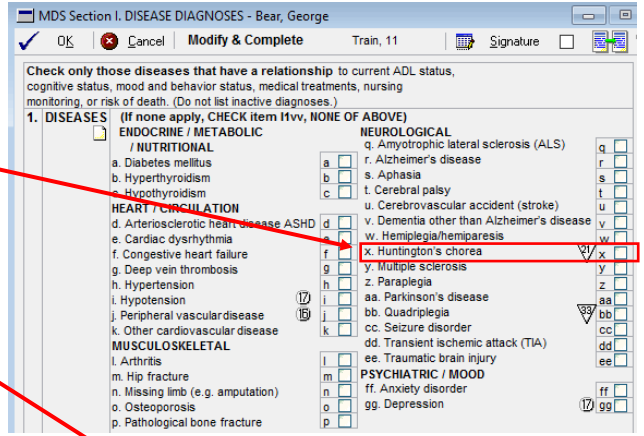 MDS Section I. DISEASE DIAGNOSES - Bear, George
OK Cancel Modify & Complete Train, 11 Signature
Check only those diseases that have a relationship to current ADL status,
cognitive status, mood and behavior status, medical treatments, nursing
monitoring, or risk of death. (Do not list inactive diagnoses.)
1. DISEASES (If none apply, CHECK item I1vv, NONE OF ABOVE)
ENDOCRINE / METABOLIC
/ NUTRITIONAL
a. Diabetes mellitus a
b. Hyperthyroidism b
c. Hypothyroidism c
HEART / CIRCULATION
d. Arteriosclerotic heart disease ASHD d
e. Cardiac dysrhythmia e
f. Congestive heart failure f
g. Deep vein thrombosis g
h. Hypertension h
i. Hypotension 17 i
j. Peripheral vascular disease 16 j
k. Other cardiovascular disease k
MUSCULOSKELETAL
l. Arthritis l
m. Hip fracture m
n. Missing limb (e.g. amputation) n
o. Osteoporosis o
p. Pathological bone fracture p
NEUROLOGICAL
q. Amyotrophic lateral sclerosis (ALS) q
r. Alzheimer's disease r
s. Aphasia s
t. Cerebral palsy t
u. Cerebrovascular accident (stroke) u
v. Dementia other than Alzheimer's disease v
w. Hemiplegia/hemiparesis w
x. Huntington's chorea 21 x
y. Multiple sclerosis y
z. Paraplegia z
aa. Parkinson's disease aa
bb. Quadriplegia 33 bb
cc. Seizure disorder cc
dd. Transient ischemic attack (TIA) dd
ee. Traumatic brain injury ee
PSYCHIATRIC / MOOD
ff. Anxiety disorder ff
gg. Depression 17 gg